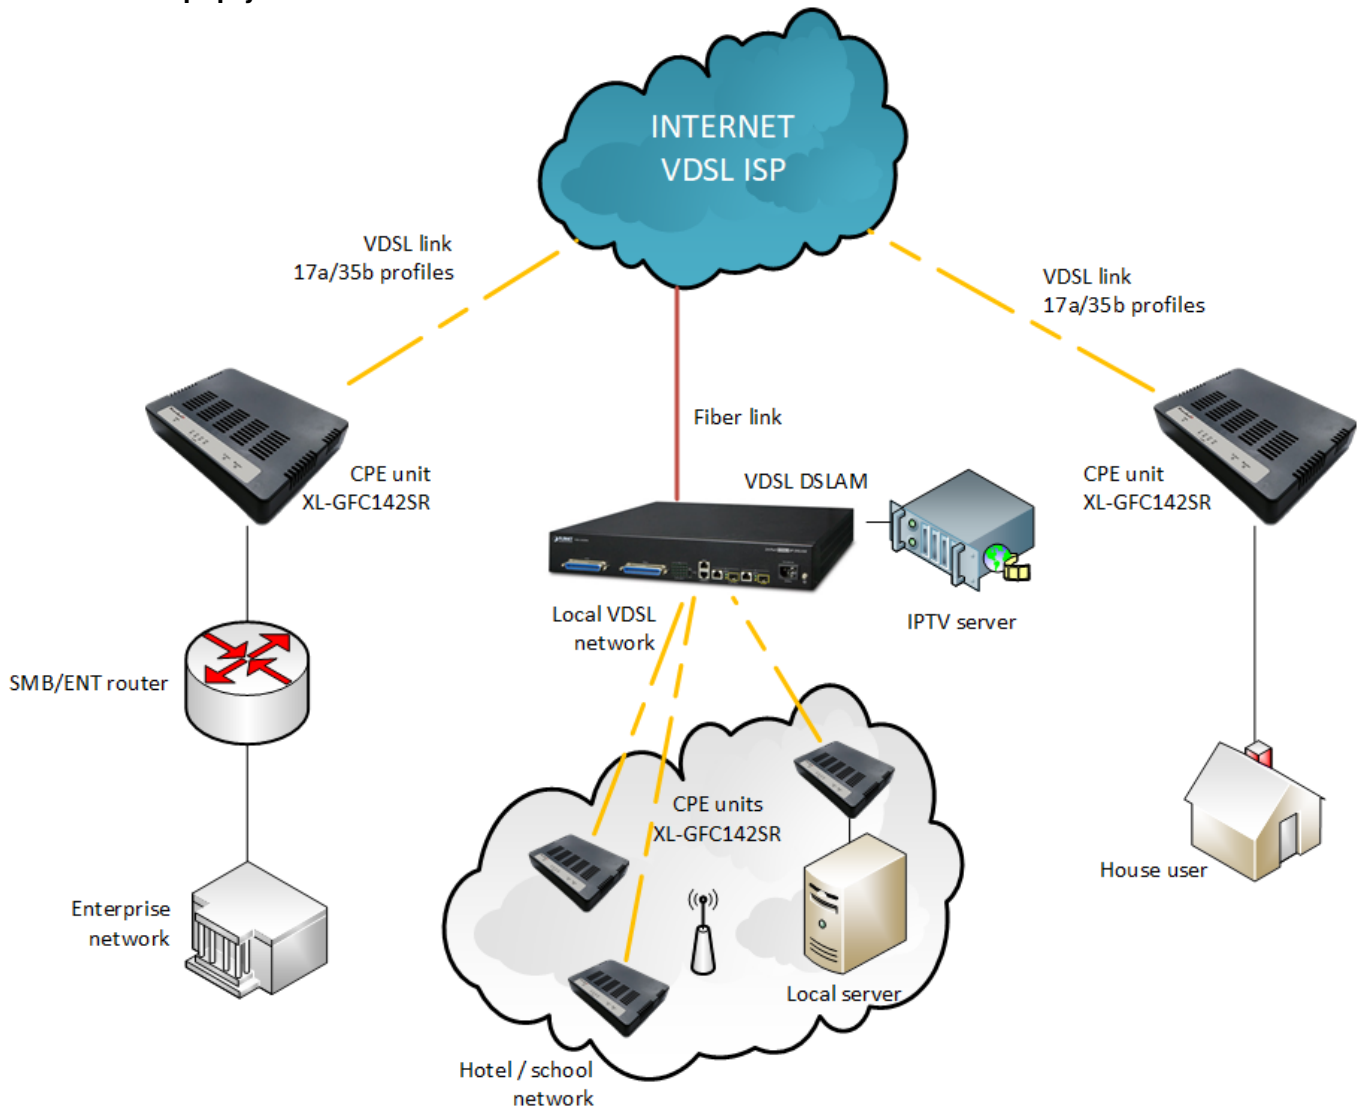 INTERNET
VDSL ISP
VDSL link
17a/35b profiles
VDSL link
17a/35b profiles
Fiber link
CPE unit
XL-GFC142SR
VDSL DSLAM
CPE unit
XL-GFC142SR
PLANET
Local VDSL
network
IPTV server
SMB/ENT router
CPE units
XL-GFC142SR
House user
Enterprise
network
Local server
Hotel / school
network